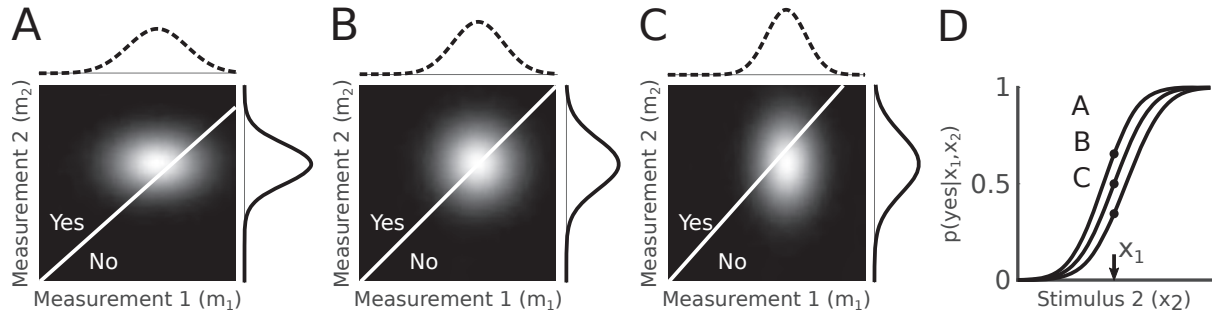 A
Measurement 2 (m₂)
Yes
No
Measurement 1 (m₁)
B
Measurement 2 (m₂)
Yes
No
Measurement 1 (m₁)
C
Measurement 2 (m₂)
Yes
No
Measurement 1 (m₁)
D
p(yes|x₁,x₂)
1
0.5
0
A
B
C
x₁
Stimulus 2 (x₂)